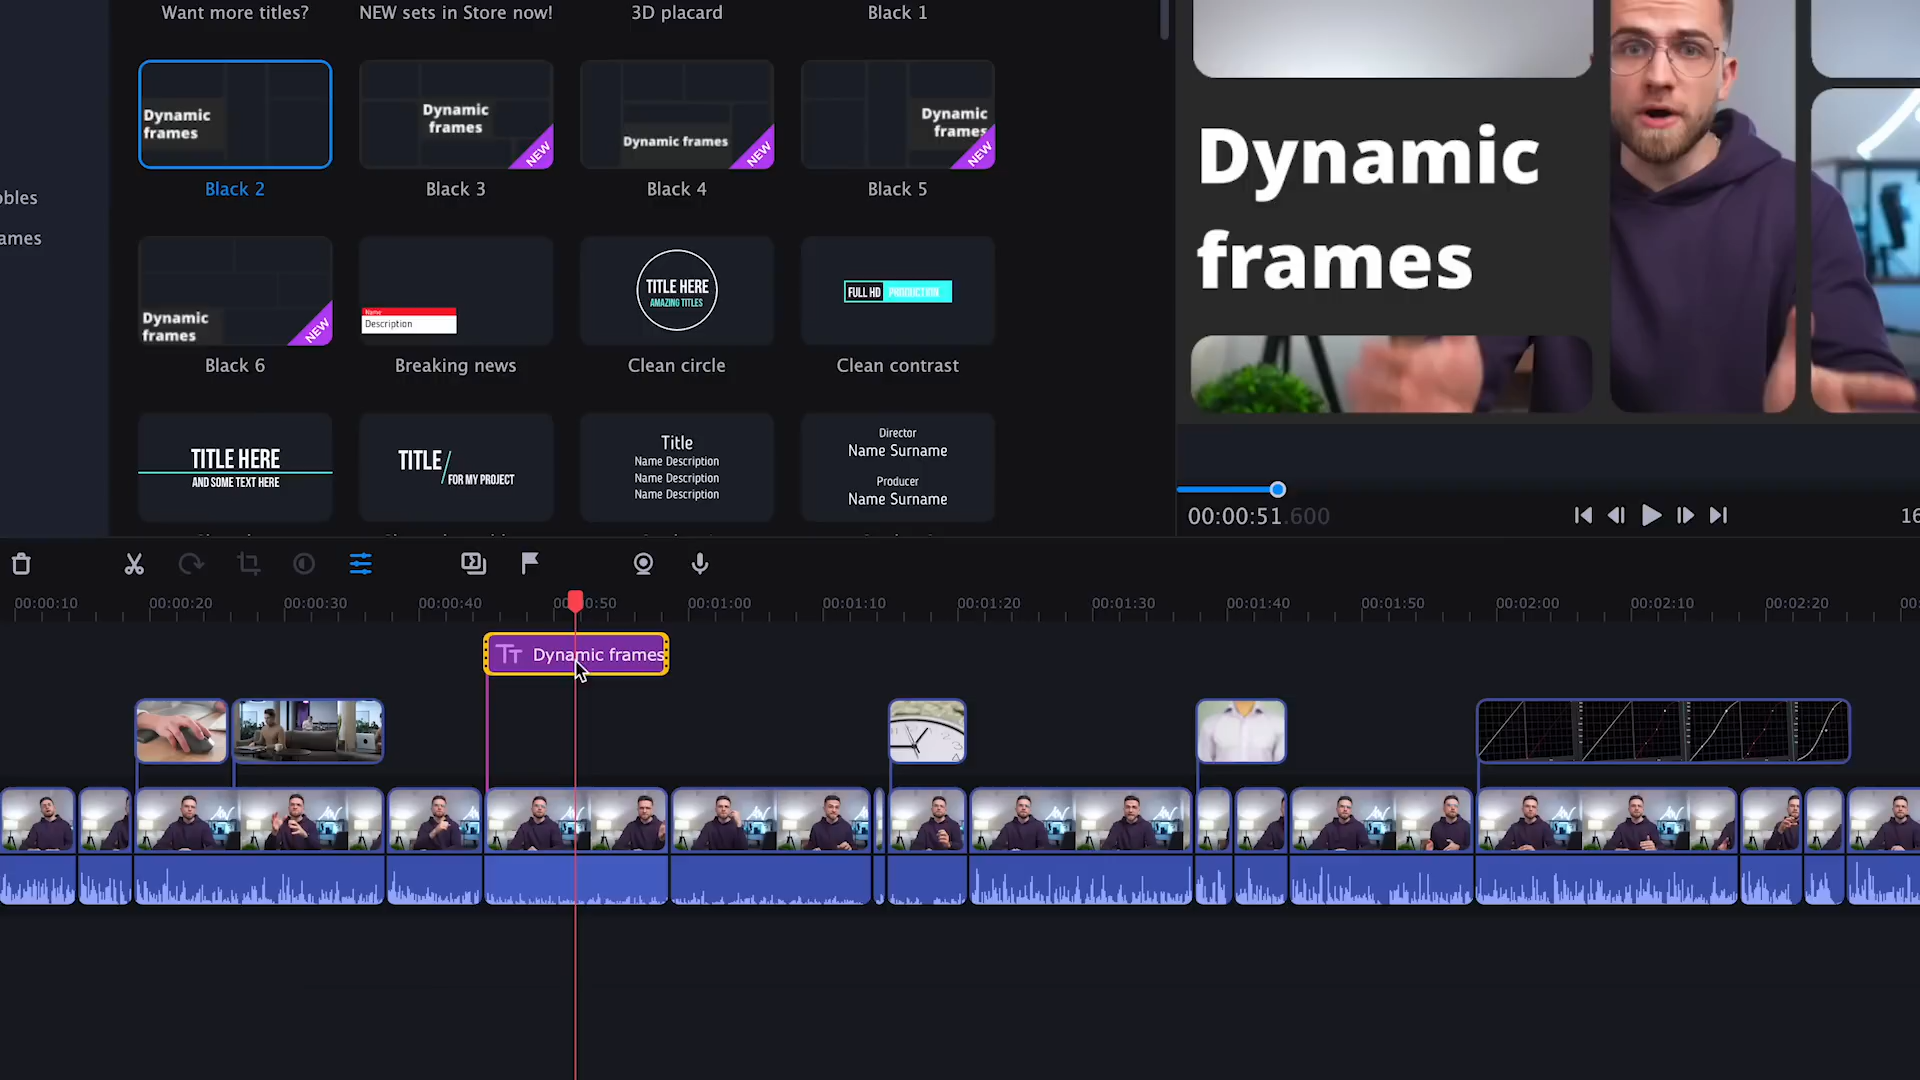 Want more titles?
NEW sets in Store now!
3D placard
Black 1
Dynamic
frames
Dynamic
frames
NEW
Dynamic frames
NEW
Dynamic
frames
NEW
Black 2
Black 3
Black 4
Black 5
Dynamic
frames
NEW
Name
Description
TITLE HERE
AMAZING TITLES
FULL HD PRODUCTION
Black 6
Breaking news
Clean circle
Clean contrast
TITLE HERE
AND SOME TEXT HERE
TITLE
FOR MY PROJECT
Title
Name Description
Name Description
Name Description
Director
Name Surname
Producer
Name Surname
Dynamic
frames
00:00:51.600
16
00:00:10
00:00:20
00:00:30
00:00:40
00:00:50
00:01:00
00:01:10
00:01:20
00:01:30
00:01:40
00:01:50
00:02:00
00:02:10
00:02:20
TT Dynamic frames